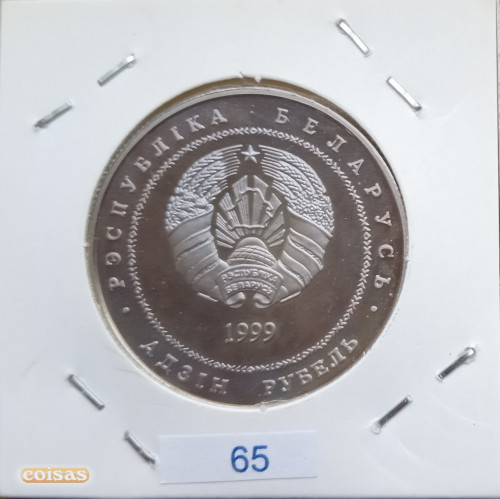 РЭСПУБЛІКА БЕЛАРУСЬ
РЭСПУБЛІКА
БЕЛАРУСЬ
1999
· АДЗІН РУБЕЛЬ ·
65
coisas